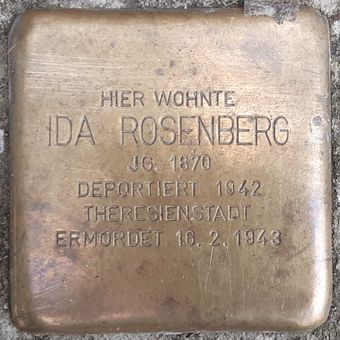 HIER WOHNTE
IDA ROSENBERG
JG. 1870
DEPORTIERT 1942
THERESIENSTADT
ERMORDET 16. 2. 1943